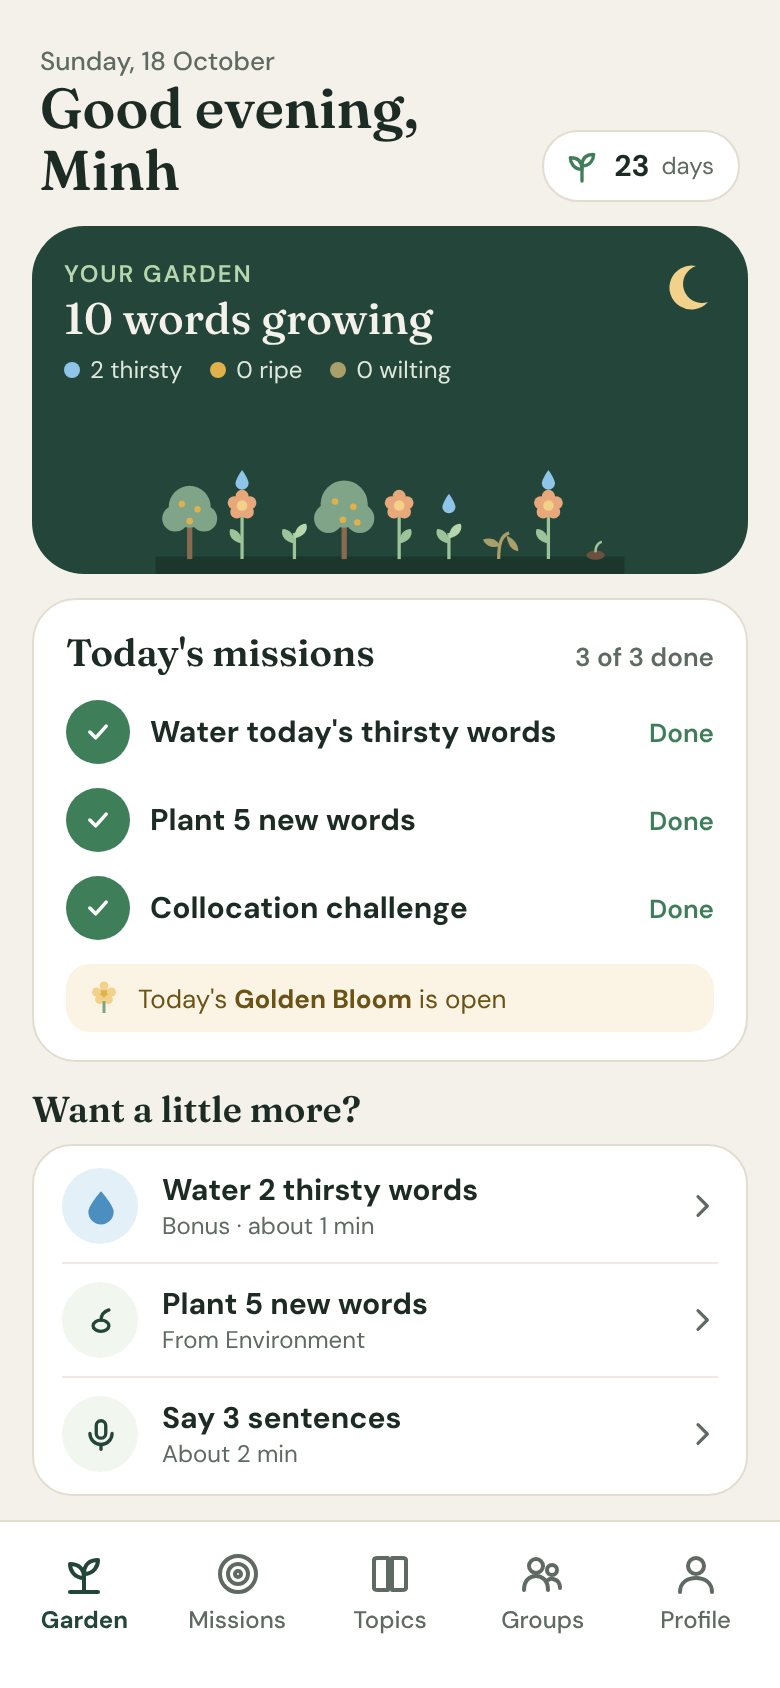 Sunday, 18 October
Good evening,
Minh
23 days
YOUR GARDEN
10 words growing
2 thirsty
0 ripe
0 wilting
Today's missions
3 of 3 done
Water today's thirsty words
Done
Plant 5 new words
Done
Collocation challenge
Done
Today's Golden Bloom is open
Want a little more?
Water 2 thirsty words
Bonus · about 1 min
Plant 5 new words
From Environment
Say 3 sentences
About 2 min
Garden
Missions
Topics
Groups
Profile